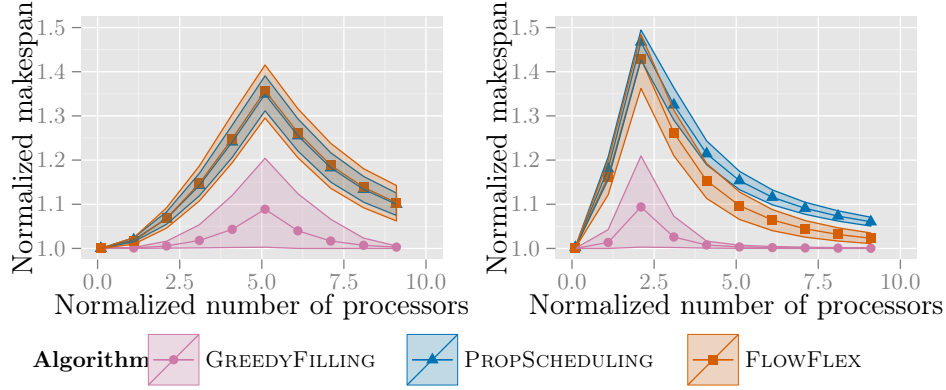 Normalized makespan
1.5
1.4
1.3
1.2
1.1
1.0
0.0 2.5 5.0 7.5 10.0
Normalized number of processors
Normalized makespan
1.5
1.4
1.3
1.2
1.1
1.0
0.0 2.5 5.0 7.5 10.0
Normalized number of processors
Algorithm GREEDYFILLING PROPSCHEDULING FLOWFLEX